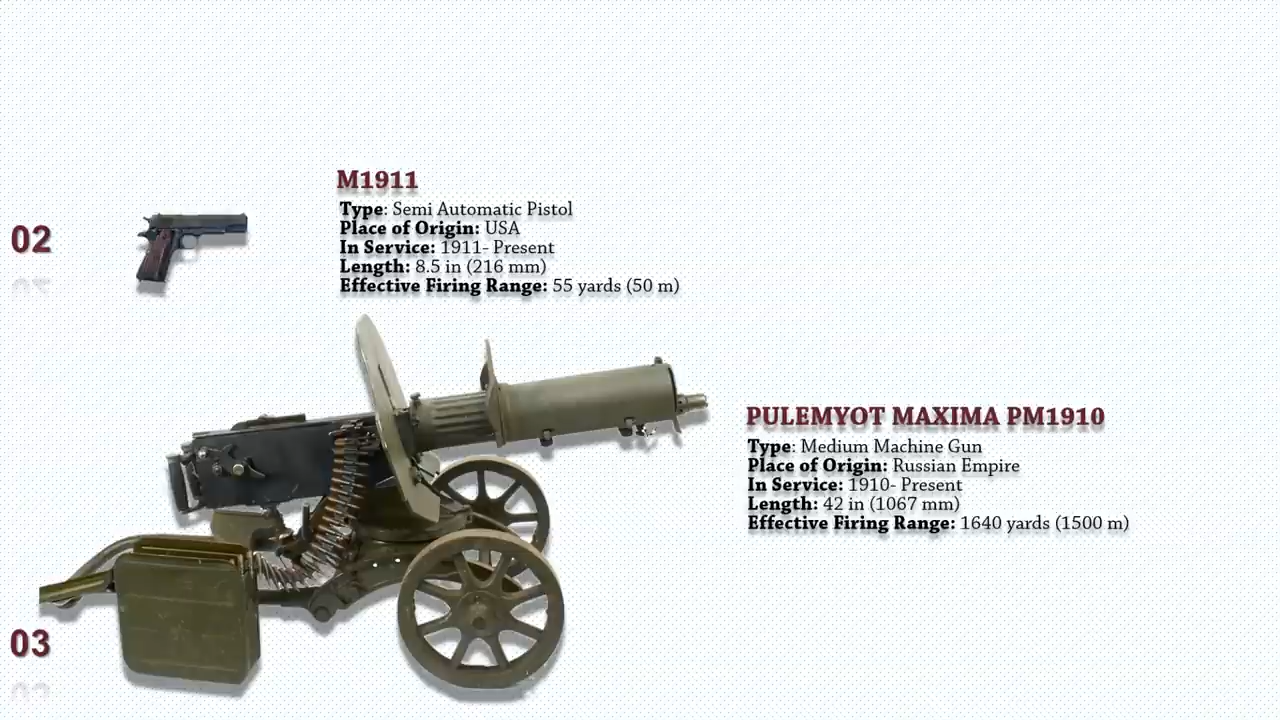 02
M1911
Type: Semi Automatic Pistol
Place of Origin: USA
In Service: 1911- Present
Length: 8.5 in (216 mm)
Effective Firing Range: 55 yards (50 m)
03
PULEMYOT MAXIMA PM1910
Type: Medium Machine Gun
Place of Origin: Russian Empire
In Service: 1910- Present
Length: 42 in (1067 mm)
Effective Firing Range: 1640 yards (1500 m)